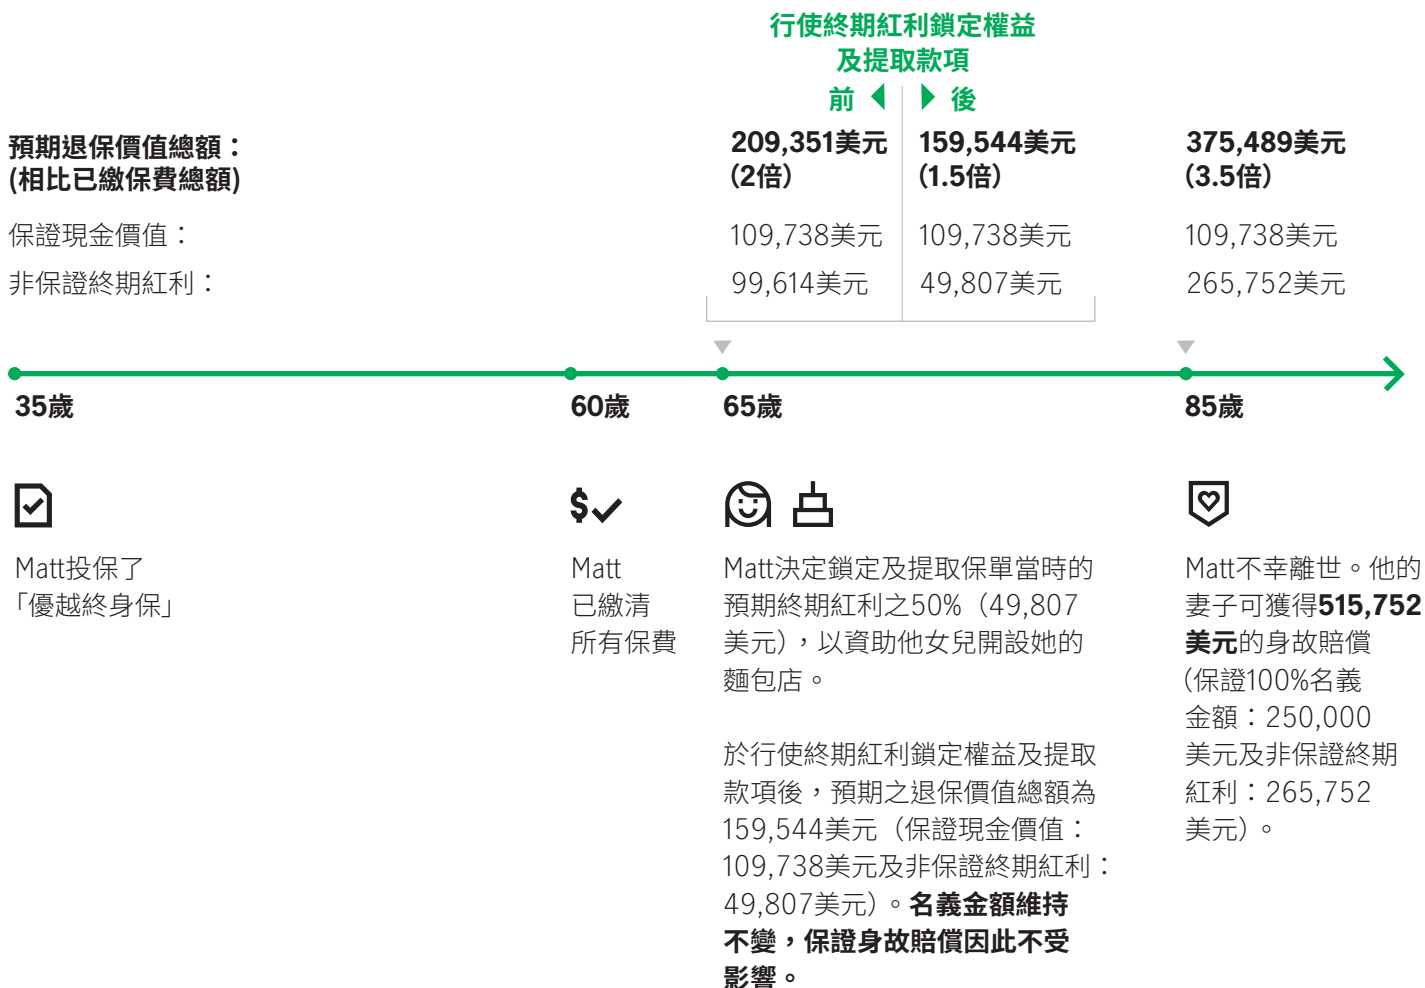 行使終期紅利鎖定權益
及提取款項
前 後
預期退保價值總額：
(相比已繳保費總額)
209,351美元
（2倍）
159,544美元
（1.5倍）
375,489美元
（3.5倍）
保證現金價值： 109,738美元 109,738美元 109,738美元
非保證終期紅利： 99,614美元 49,807美元 265,752美元
35歲 60歲 65歲 85歲
Matt投保了
「優越終身保」
Matt
已繳清
所有保費
Matt決定鎖定及提取保單當時的
預期終期紅利之50%（49,807
美元），以資助他女兒開設她的
麵包店。
於行使終期紅利鎖定權益及提取
款項後，預期之退保價值總額為
159,544美元（保證現金價值：
109,738美元及非保證終期紅利：
49,807美元）。名義金額維持
不變，保證身故賠償因此不受
影響。
Matt不幸離世。他的
妻子可獲得515,752
美元的身故賠償
（保證100%名義
金額：250,000
美元及非保證終期
紅利：265,752
美元）。